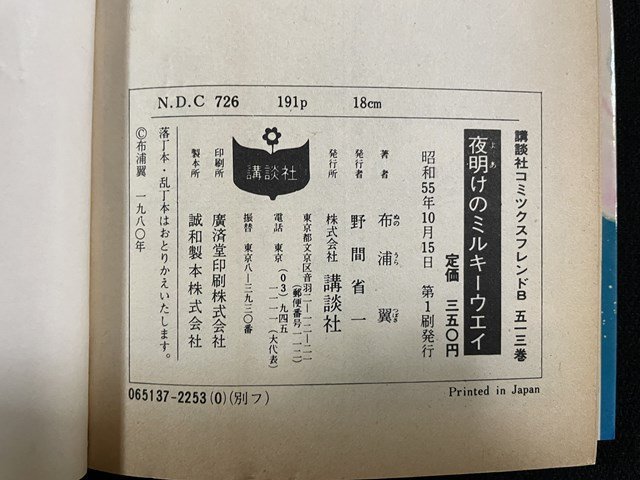 N.D.C 726 191p 18cm
講談社コミックスフレンドB 五一三巻
よあ
夜明けのミルキーウエイ
定価 三五〇円
昭和55年10月15日 第1刷発行
著者 布浦 翼
ぬの うら つばさ
発行者 野間省一
発行所 株式会社 講談社
東京都文京区音羽二-一二-二一
(郵便番号一一二)
電話 東京(03)九四五
一一一一(大代表)
振替 東京八-三九三〇番
講談社
印刷所 廣済堂印刷株式会社
製本所 誠和製本株式会社
落丁本・乱丁本はおとりかえいたします。
©布浦翼 一九八〇年
065137-2253(0)(別フ)
Printed in Japan